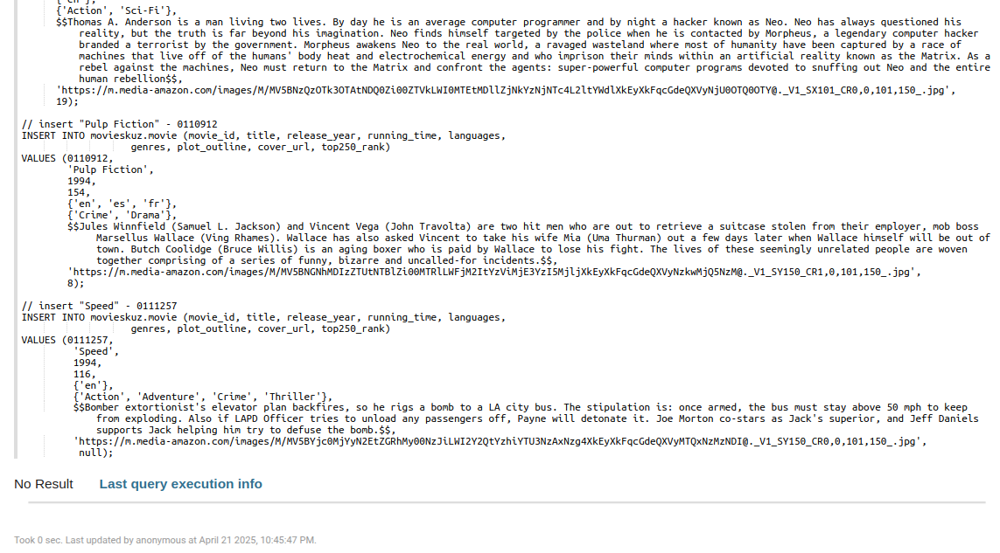 {'en'},
{'Action', 'Sci-Fi'},
$$Thomas A. Anderson is a man living two lives. By day he is an average computer programmer and by night a hacker known as Neo. Neo has always questioned his
reality, but the truth is far beyond his imagination. Neo finds himself targeted by the police when he is contacted by Morpheus, a legendary computer hacker
branded a terrorist by the government. Morpheus awakens Neo to the real world, a ravaged wasteland where most of humanity have been captured by a race of
machines that live off of the humans' body heat and electrochemical energy and who imprison their minds within an artificial reality known as the Matrix. As a
rebel against the machines, Neo must return to the Matrix and confront the agents: super-powerful computer programs devoted to snuffing out Neo and the entire
human rebellion$$,
'https://m.media-amazon.com/images/M/MV5BNzQzOTk3OTAtNDQ0Zi00ZTVkLWI0MTEtMDllZjNkYzNjNTc4L2ltYWdlXkEyXkFqcGdeQXVyNjU0OTQ0OTY@._V1_SX101_CR0,0,101,150_.jpg',
19);
// insert "Pulp Fiction" - 0110912
INSERT INTO movieskuz.movie (movie_id, title, release_year, running_time, languages,
genres, plot_outline, cover_url, top250_rank)
VALUES (0110912,
'Pulp Fiction',
1994,
154,
{'en', 'es', 'fr'},
{'Crime', 'Drama'},
$$Jules Winnfield (Samuel L. Jackson) and Vincent Vega (John Travolta) are two hit men who are out to retrieve a suitcase stolen from their employer, mob boss
Marsellus Wallace (Ving Rhames). Wallace has also asked Vincent to take his wife Mia (Uma Thurman) out a few days later when Wallace himself will be out of
town. Butch Coolidge (Bruce Willis) is an aging boxer who is paid by Wallace to lose his fight. The lives of these seemingly unrelated people are woven
together comprising of a series of funny, bizarre and uncalled-for incidents.$$,
'https://m.media-amazon.com/images/M/MV5BNGNhMDIzZTUtNTBlZi00MTRlLWFjM2ItYzViMjE3YzI5MjljXkEyXkFqcGdeQXVyNzkwMjQ5NzM@._V1_SY150_CR1,0,101,150_.jpg',
8);
// insert "Speed" - 0111257
INSERT INTO movieskuz.movie (movie_id, title, release_year, running_time, languages,
genres, plot_outline, cover_url, top250_rank)
VALUES (0111257,
'Speed',
1994,
116,
{'en'},
{'Action', 'Adventure', 'Crime', 'Thriller'},
$$Bomber extortionist's elevator plan backfires, so he rigs a bomb to a LA city bus. The stipulation is: once armed, the bus must stay above 50 mph to keep
from exploding. Also if LAPD Officer tries to unload any passengers off, Payne will detonate it. Joe Morton co-stars as Jack's superior, and Jeff Daniels
supports Jack helping him try to defuse the bomb.$$,
'https://m.media-amazon.com/images/M/MV5BYjc0MjYyN2EtZGRhMy00NzJiLWI2Y2QtYzhiYTU3NzAxNzg4XkEyXkFqcGdeQXVyMTQxNzMzNDI@._V1_SY150_CR0,0,101,150_.jpg',
null);
No Result Last query execution info
Took 0 sec. Last updated by anonymous at April 21 2025, 10:45:47 PM.